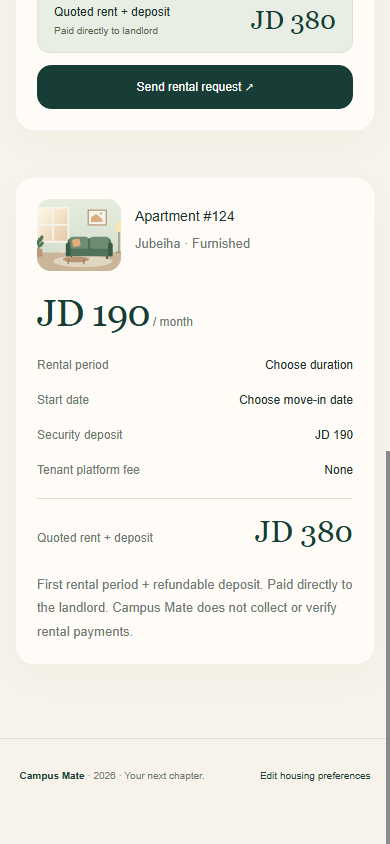 Quoted rent + deposit
JD 380
Paid directly to landlord
Send rental request ↗
Apartment #124
Jubeiha · Furnished
JD 190 / month
Rental period Choose duration
Start date Choose move-in date
Security deposit JD 190
Tenant platform fee None
Quoted rent + deposit JD 380
First rental period + refundable deposit. Paid directly to
the landlord. Campus Mate does not collect or verify
rental payments.
Campus Mate · 2026 · Your next chapter. Edit housing preferences